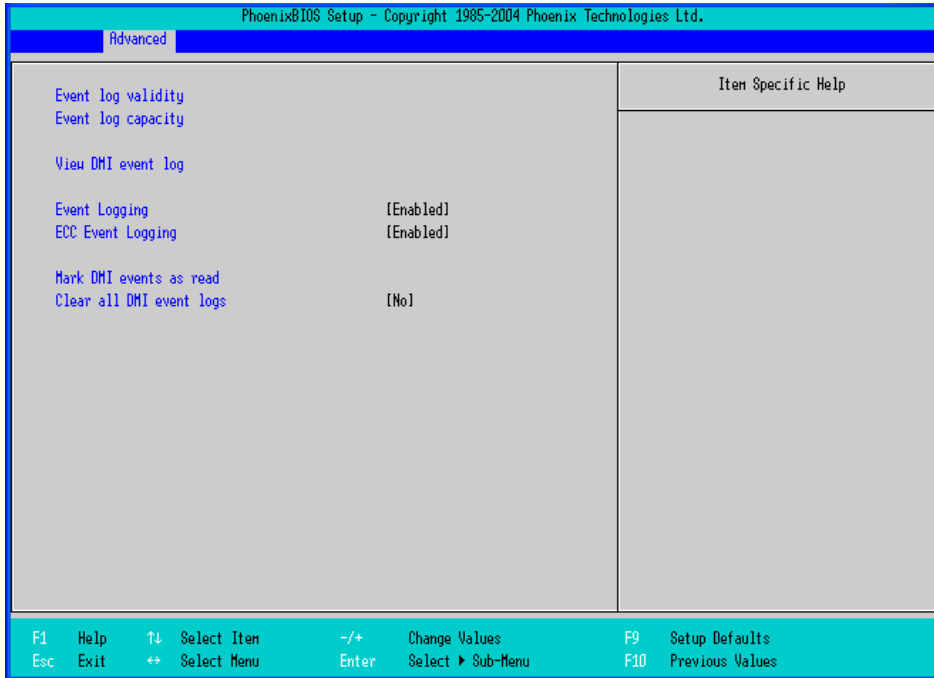 PhoenixBIOS Setup - Copyright 1985-2004 Phoenix Technologies Ltd.
Advanced
Item Specific Help
Event log validity
Event log capacity
View DMI event log
Event Logging [Enabled]
ECC Event Logging [Enabled]
Mark DMI events as read
Clear all DMI event logs [No]
F1 Help ↑↓ Select Item -/+ Change Values F9 Setup Defaults
Esc Exit ↔ Select Menu Enter Select ▶ Sub-Menu F10 Previous Values